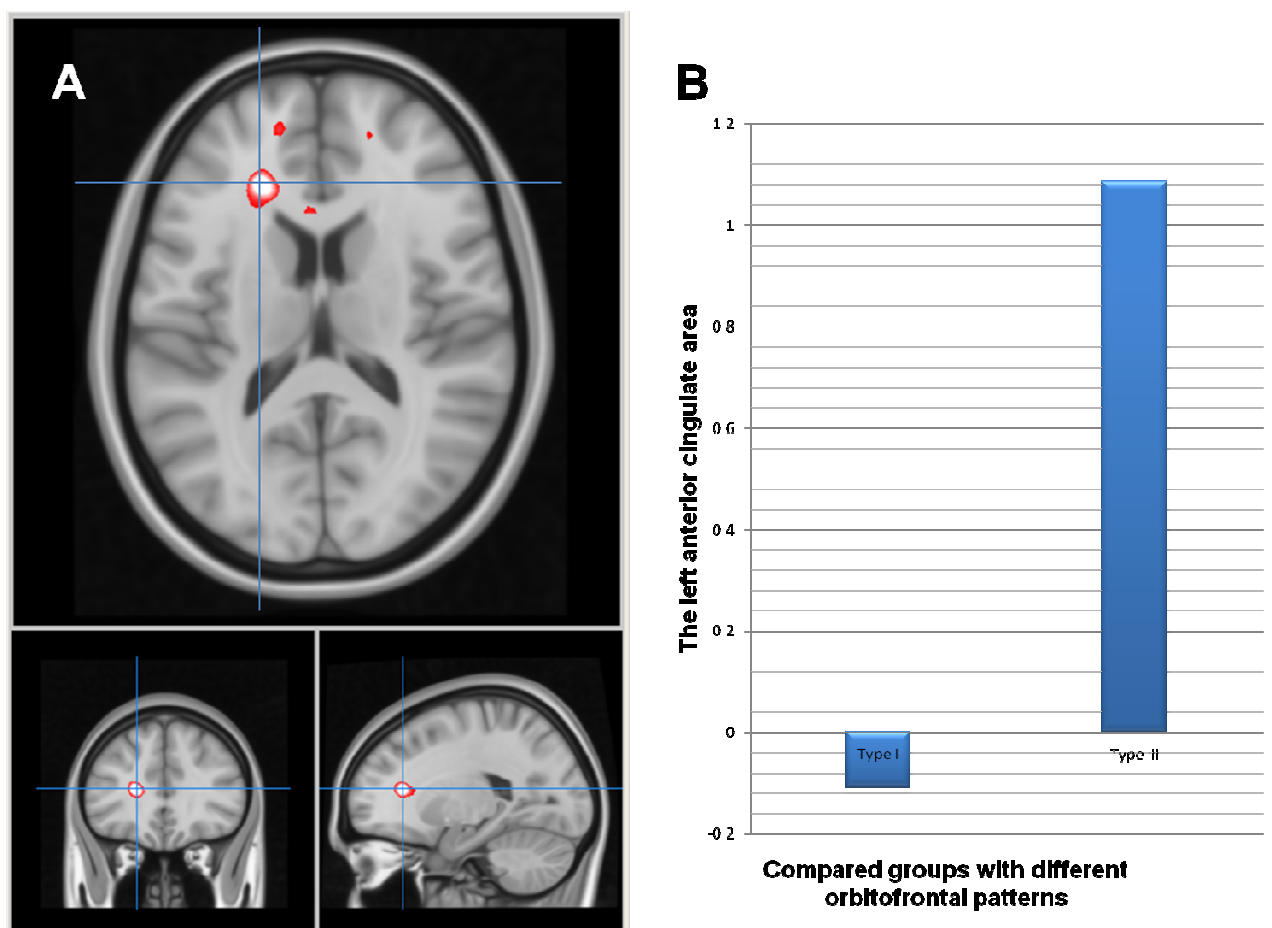 A
B
The left anterior cingulate area
1 2
1
0 8
0 6
0 4
0 2
0
-0 2
Type I
Type II
Compared groups with different
orbitofrontal patterns